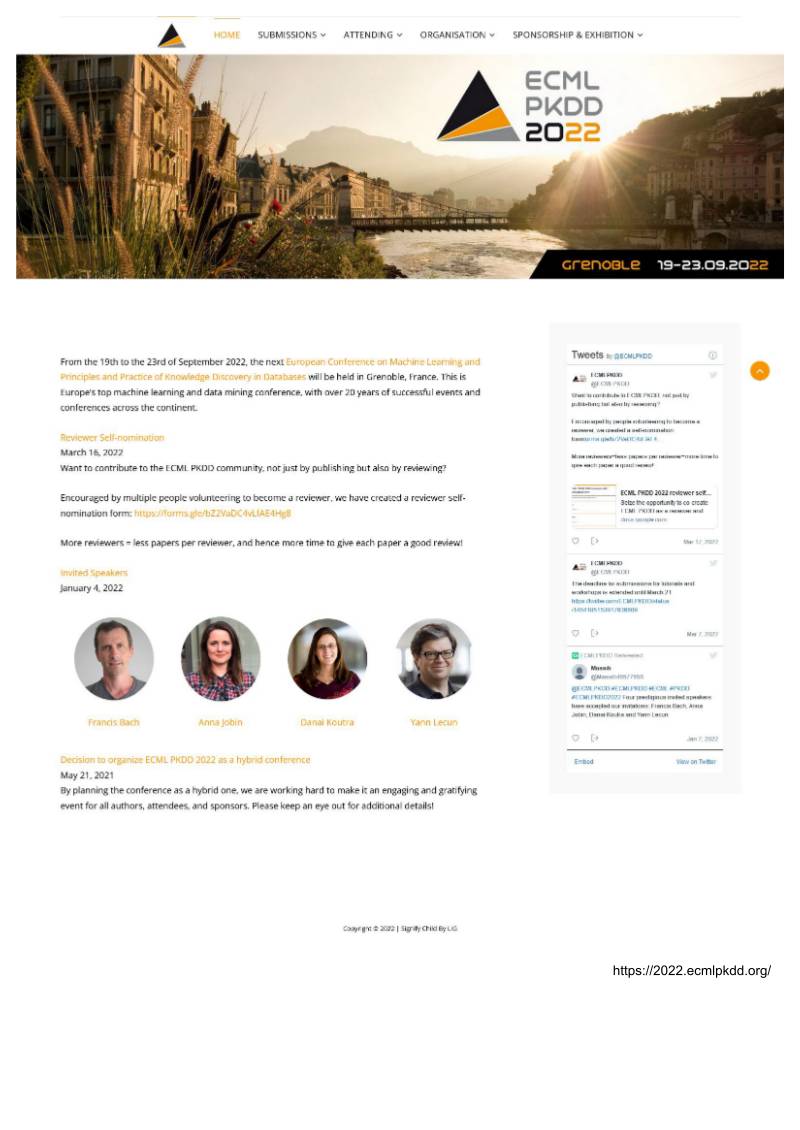 HOME SUBMISSIONS ATTENDING ORGANISATION SPONSORSHIP & EXHIBITION
ECML
PKDD
2022
GRENOBLE 19-23.09.2022
From the 19th to the 23rd of September 2022, the next European Conference on Machine Learning and
Principles and Practice of Knowledge Discovery in Databases will be held in Grenoble, France. This is
Europe's top machine learning and data mining conference, with over 20 years of successful events and
conferences across the continent.
Reviewer Self-nomination
March 16, 2022
Want to contribute to the ECML PKDD community, not just by publishing but also by reviewing?
Encouraged by multiple people volunteering to become a reviewer, we have created a reviewer self-
nomination form: https://forms.gle/bZ2VaDC4vLfAE4Hg8
More reviewers = less papers per reviewer, and hence more time to give each paper a good review!
Invited Speakers
January 4, 2022
Francis Bach Anna Jobin Danai Koutra Yann Lecun
Decision to organize ECML PKDD 2022 as a hybrid conference
May 21, 2021
By planning the conference as a hybrid one, we are working hard to make it an engaging and gratifying
event for all authors, attendees, and sponsors. Please keep an eye out for additional details!
Tweets by @ECMLPKDD
ECMLPKDD
@ECMLPKDD
Want to contribute to ECMLPKDD, not just by
publishing but also by reviewing?
Encouraged by people volunteering to become a
reviewer, we created a self-nomination
More reviewers=less papers per reviewer=more time to
give each paper a good review!
ECML PKDD 2022 reviewer self...
Seize the opportunity to co-create
ECMLPKDD as a reviewer and
docs.google.com
Mar 17, 2022
ECMLPKDD
@ECMLPKDD
The deadline for submissions for tutorials and
workshops is extended until March 21
https://twitter.com/ECMLPKDD/status
Mar 7, 2022
ECMLPKDD Retweeted
@ECMLPKDD #ECMLPKDD #ECML #PKDD
#ECMLPKDD2022 Four prestigious invited speakers
have accepted our invitations: Francis Bach, Anna
Jobin, Danai Koutra and Yann Lecun
Jan 7, 2022
Embed View on Twitter
Copyright © 2022 | Signify Child By LIG
https://2022.ecmlpkdd.org/